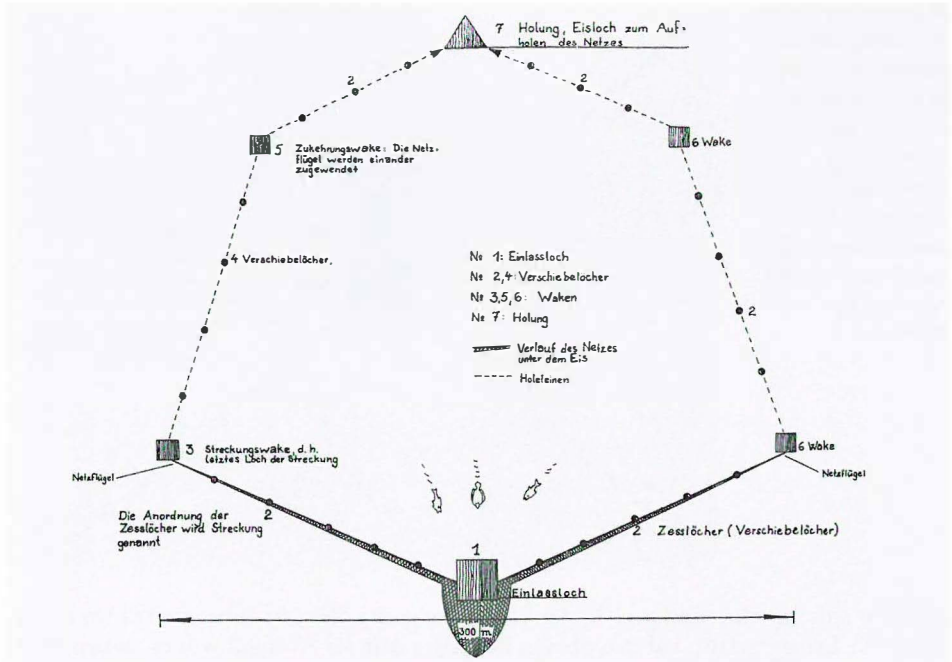 7 Holung, Eisloch zum Auf=
holen des Netzes
2
2
5 Zukehrungswake: Die Netz=
flügel werden einander
zugewendet
6 Wake
4 Verschiebelöcher.
№ 1: Einlassloch
№ 2,4: Verschiebelöcher
№ 3,5,6: Waken
№ 7: Holung
2
Verlauf des Netzes
unter dem Eis
Holeleinen
3 Streckungswake, d.h.
letztes Loch der Streckung
6 Wake
Netzflügel
Netzflügel
Die Anordnung der
Zesslöcher wird Streckung
genannt
2
2 Zesslöcher (Verschiebelöcher)
1
Einlassloch
300 m